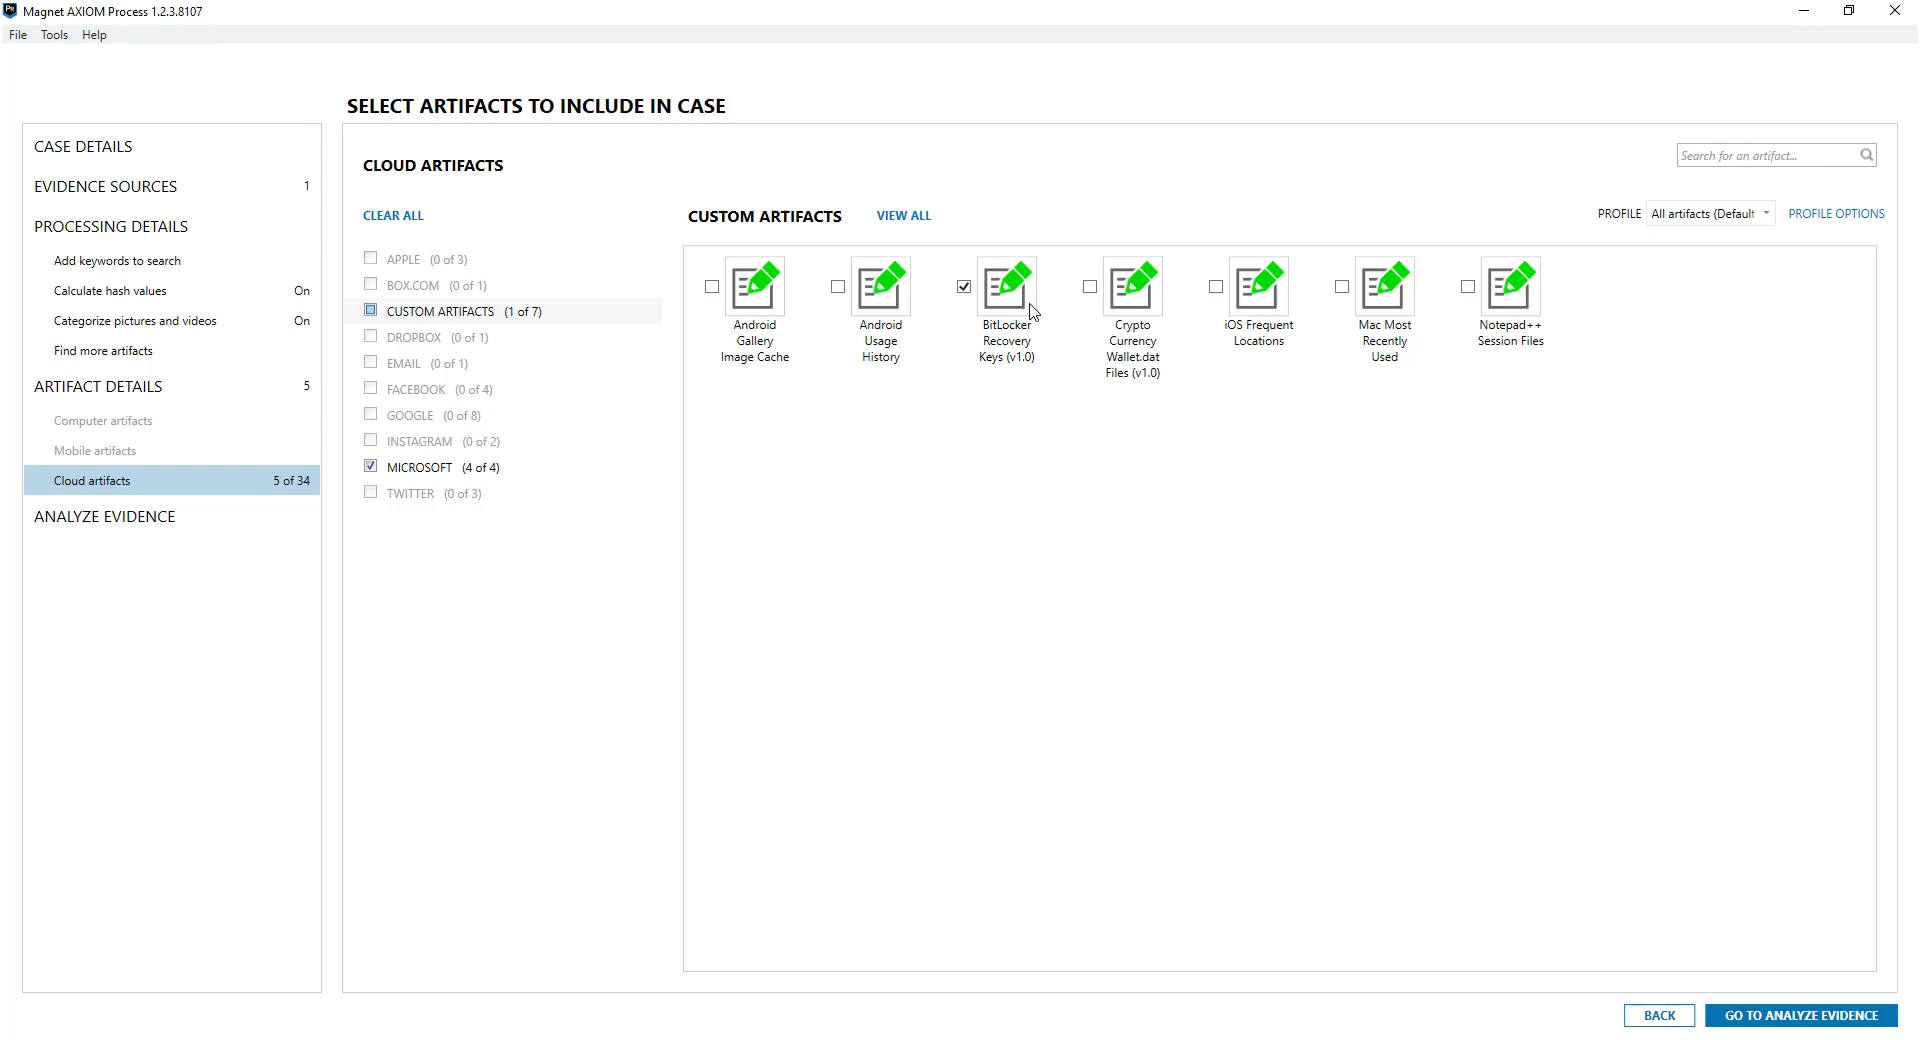 Magnet AXIOM Process 1.2.3.8107
File Tools Help
SELECT ARTIFACTS TO INCLUDE IN CASE
CASE DETAILS
EVIDENCE SOURCES 1
PROCESSING DETAILS
Add keywords to search
Calculate hash values On
Categorize pictures and videos On
Find more artifacts
ARTIFACT DETAILS 5
Computer artifacts
Mobile artifacts
Cloud artifacts 5 of 34
ANALYZE EVIDENCE
CLOUD ARTIFACTS
Search for an artifact...
CLEAR ALL
APPLE (0 of 3)
BOX.COM (0 of 1)
CUSTOM ARTIFACTS (1 of 7)
DROPBOX (0 of 1)
EMAIL (0 of 1)
FACEBOOK (0 of 4)
GOOGLE (0 of 8)
INSTAGRAM (0 of 2)
MICROSOFT (4 of 4)
TWITTER (0 of 3)
CUSTOM ARTIFACTS VIEW ALL
PROFILE All artifacts (Default PROFILE OPTIONS
Android
Gallery
Image Cache
Android
Usage
History
BitLocker
Recovery
Keys (v1.0)
Crypto
Currency
Wallet.dat
Files (v1.0)
iOS Frequent
Locations
Mac Most
Recently
Used
Notepad++
Session Files
BACK
GO TO ANALYZE EVIDENCE